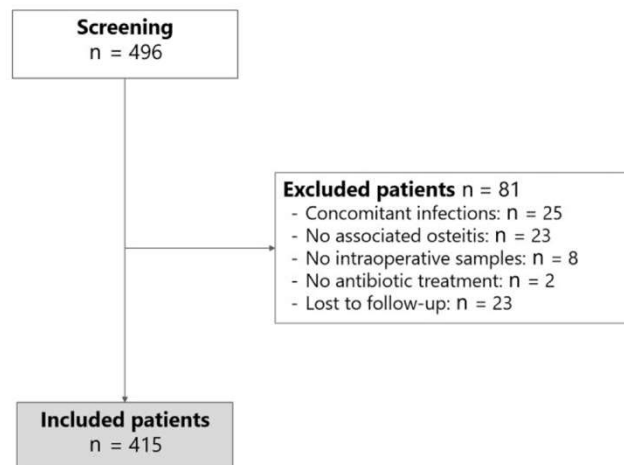 Screening
n = 496
Excluded patients n = 81
- Concomitant infections: n = 25
- No associated osteitis: n = 23
- No intraoperative samples: n = 8
- No antibiotic treatment: n = 2
- Lost to follow-up: n = 23
Included patients
n = 415